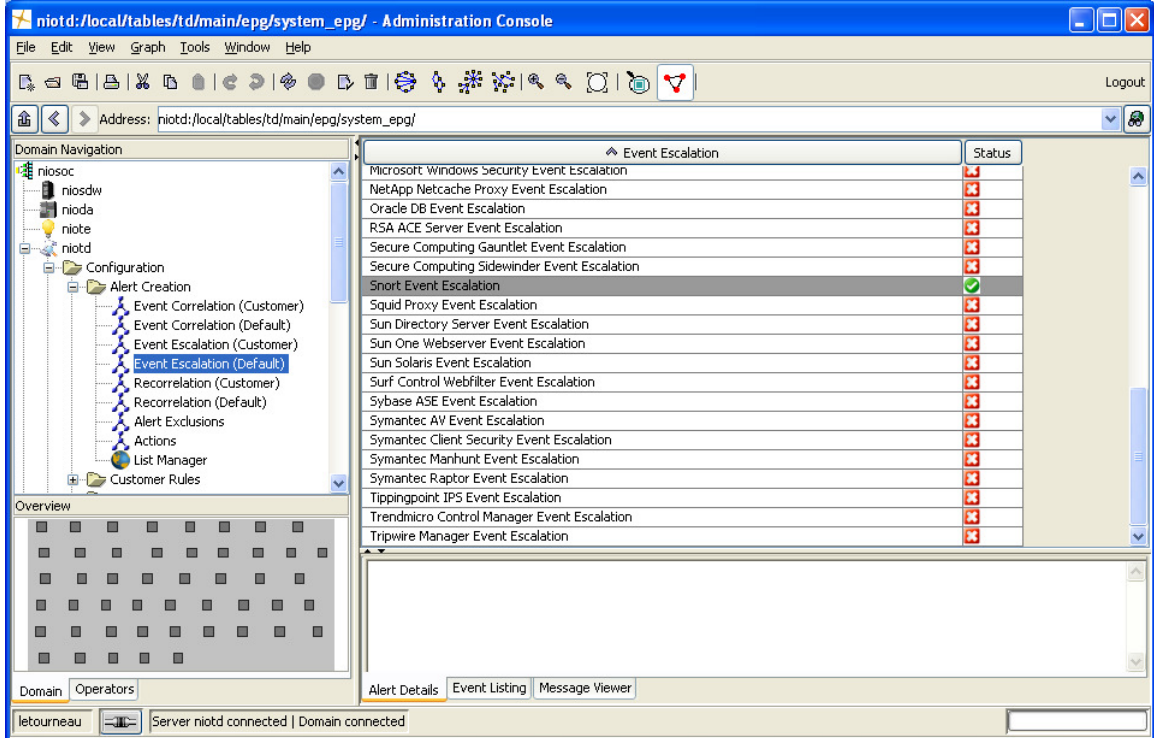 niotd:/local/tables/td/main/epg/system_epg/ - Administration Console
File Edit View Graph Tools Window Help
Logout
Address: niotd:/local/tables/td/main/epg/system_epg/
Domain Navigation
niosoc
niosdw
nioda
niote
niotd
Configuration
Alert Creation
Event Correlation (Customer)
Event Correlation (Default)
Event Escalation (Customer)
Event Escalation (Default)
Recorrelation (Customer)
Recorrelation (Default)
Alert Exclusions
Actions
List Manager
Customer Rules
Overview
Domain Operators
Event Escalation Status
Microsoft Windows Security Event Escalation
NetApp Netcache Proxy Event Escalation
Oracle DB Event Escalation
RSA ACE Server Event Escalation
Secure Computing Gauntlet Event Escalation
Secure Computing Sidewinder Event Escalation
Snort Event Escalation
Squid Proxy Event Escalation
Sun Directory Server Event Escalation
Sun One Webserver Event Escalation
Sun Solaris Event Escalation
Surf Control Webfilter Event Escalation
Sybase ASE Event Escalation
Symantec AV Event Escalation
Symantec Client Security Event Escalation
Symantec Manhunt Event Escalation
Symantec Raptor Event Escalation
Tippingpoint IPS Event Escalation
Trendmicro Control Manager Event Escalation
Tripwire Manager Event Escalation
Alert Details Event Listing Message Viewer
letourneau Server niotd connected | Domain connected